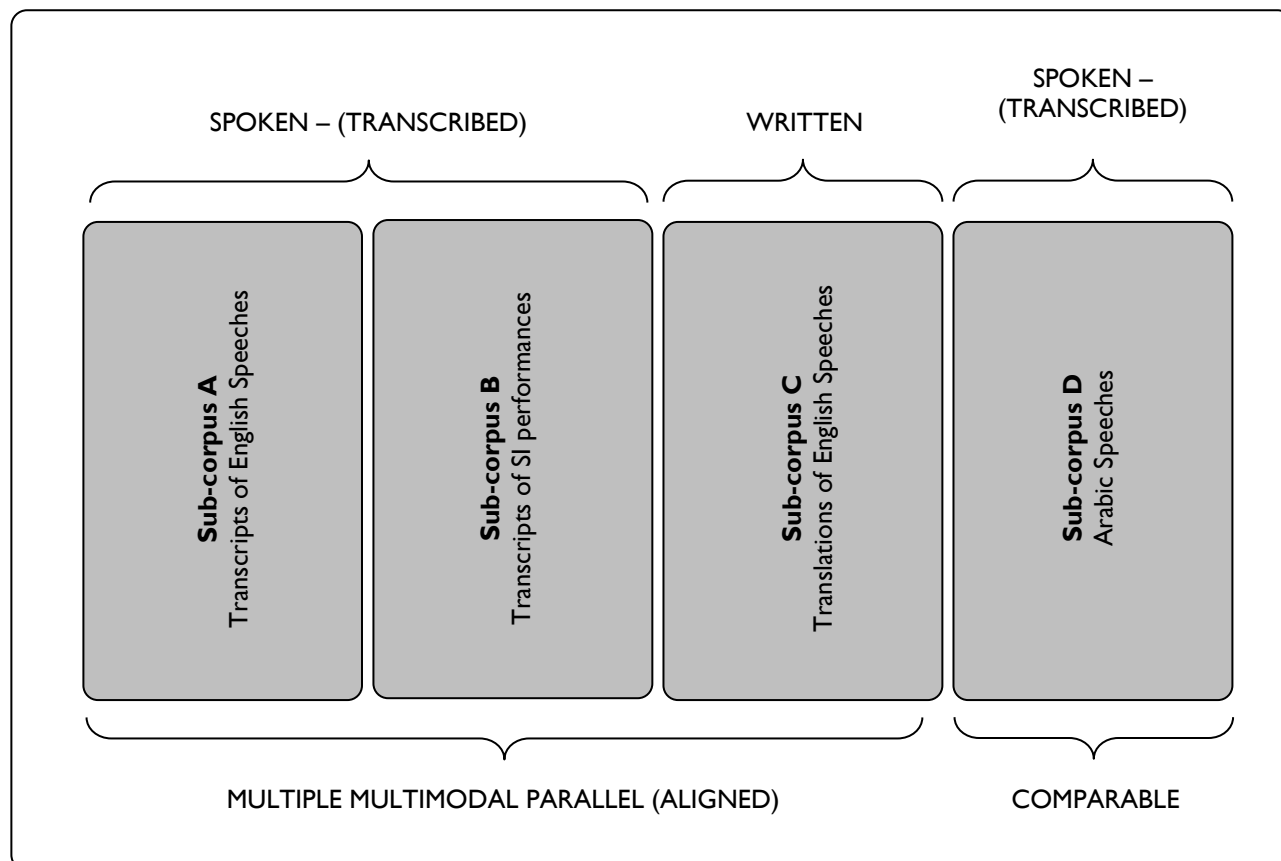 SPOKEN – (TRANSCRIBED)
WRITTEN
SPOKEN –
(TRANSCRIBED)
Sub-corpus A
Transcripts of English Speeches
Sub-corpus B
Transcripts of SI performances
Sub-corpus C
Translations of English Speeches
Sub-corpus D
Arabic Speeches
MULTIPLE MULTIMODAL PARALLEL (ALIGNED)
COMPARABLE